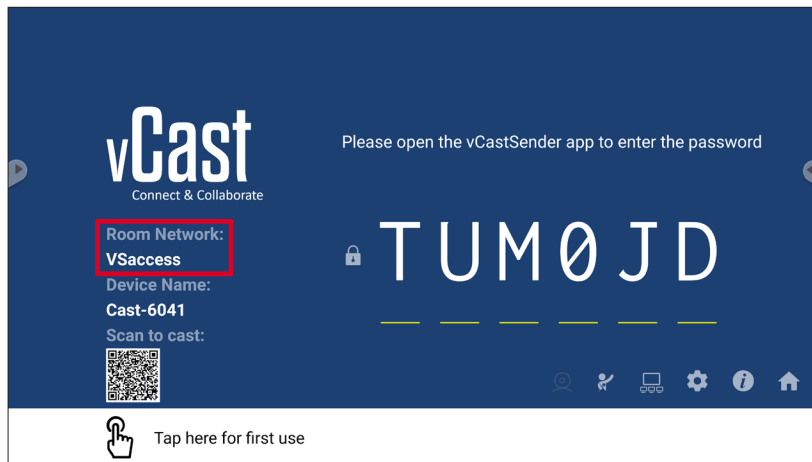 vCast
Connect & Collaborate
Please open the vCastSender app to enter the password
Room Network:
VSaccess
Device Name:
Cast-6041
Scan to cast:
TUM0JD
Tap here for first use